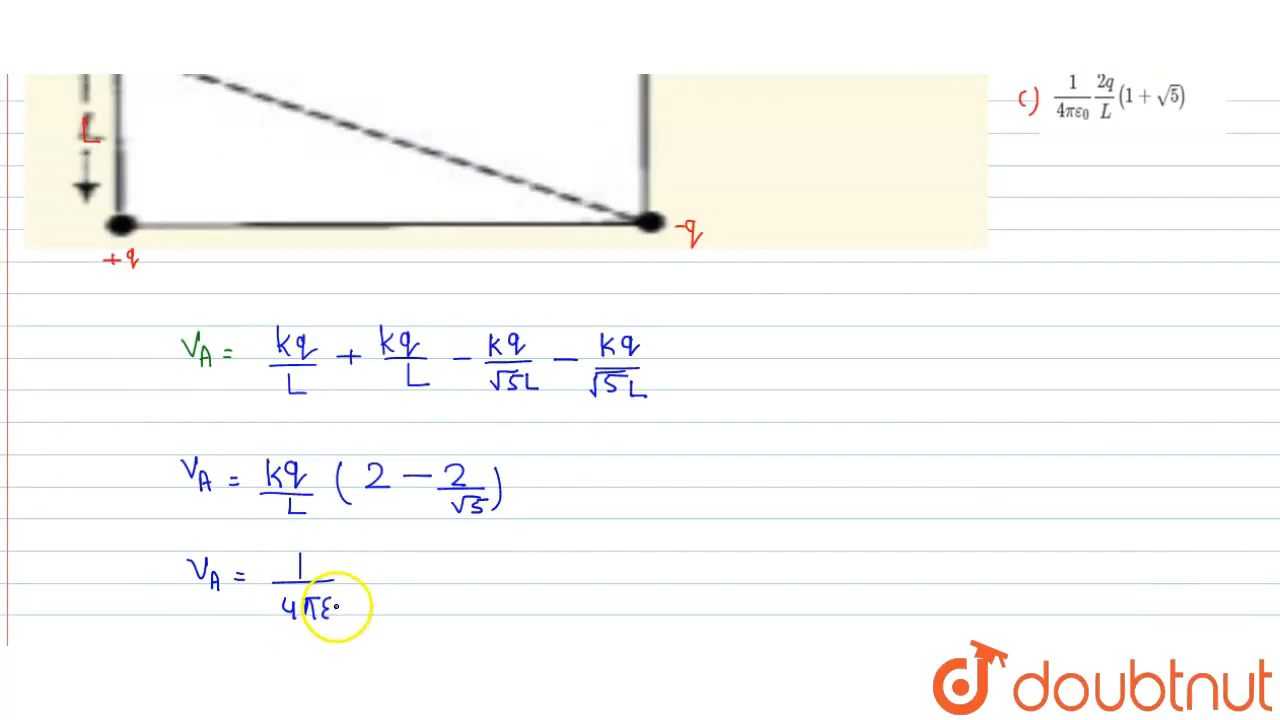 c) 1/4πε₀ 2q/L (1 + √5)
L
+q
-q
V_A = kq/L + kq/L − kq/√5L − kq/√5L
V_A = kq/L (2 − 2/√5)
V_A = 1/4πε
doubtnut